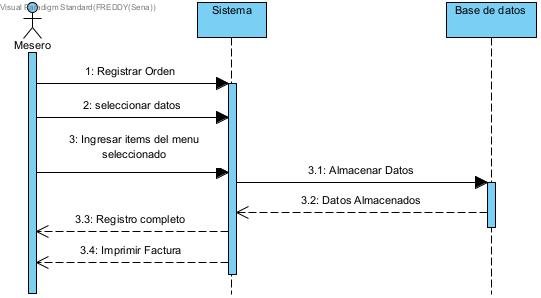 Visual Paradigm Standard(FREDDY(Sena))
Sistema
Base de datos
Mesero
1: Registrar Orden
2: seleccionar datos
3: Ingresar items del menu
seleccionado
3.1: Almacenar Datos
3.2: Datos Almacenados
3.3: Registro completo
3.4: Imprimir Factura